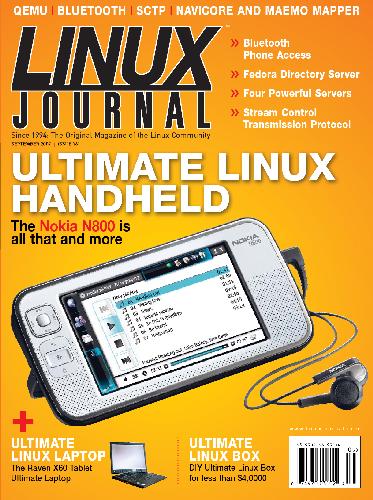 QEMU | BLUETOOTH | SCTP | NAVICORE AND MAEMO MAPPER
LINUX
JOURNAL
Since 1994: The Original Magazine of the Linux Community
» Bluetooth
Phone Access
» Fedora Directory Server
» Four Powerful Servers
» Stream Control
Transmission Protocol
ULTIMATE LINUX
HANDHELD
The Nokia N800 is
all that and more
NOKIA
+
ULTIMATE
LINUX LAPTOP
The Raven X60 Tablet
Ultimate Laptop
ULTIMATE
LINUX BOX
DIY Ultimate Linux Box
for less than $4,0000